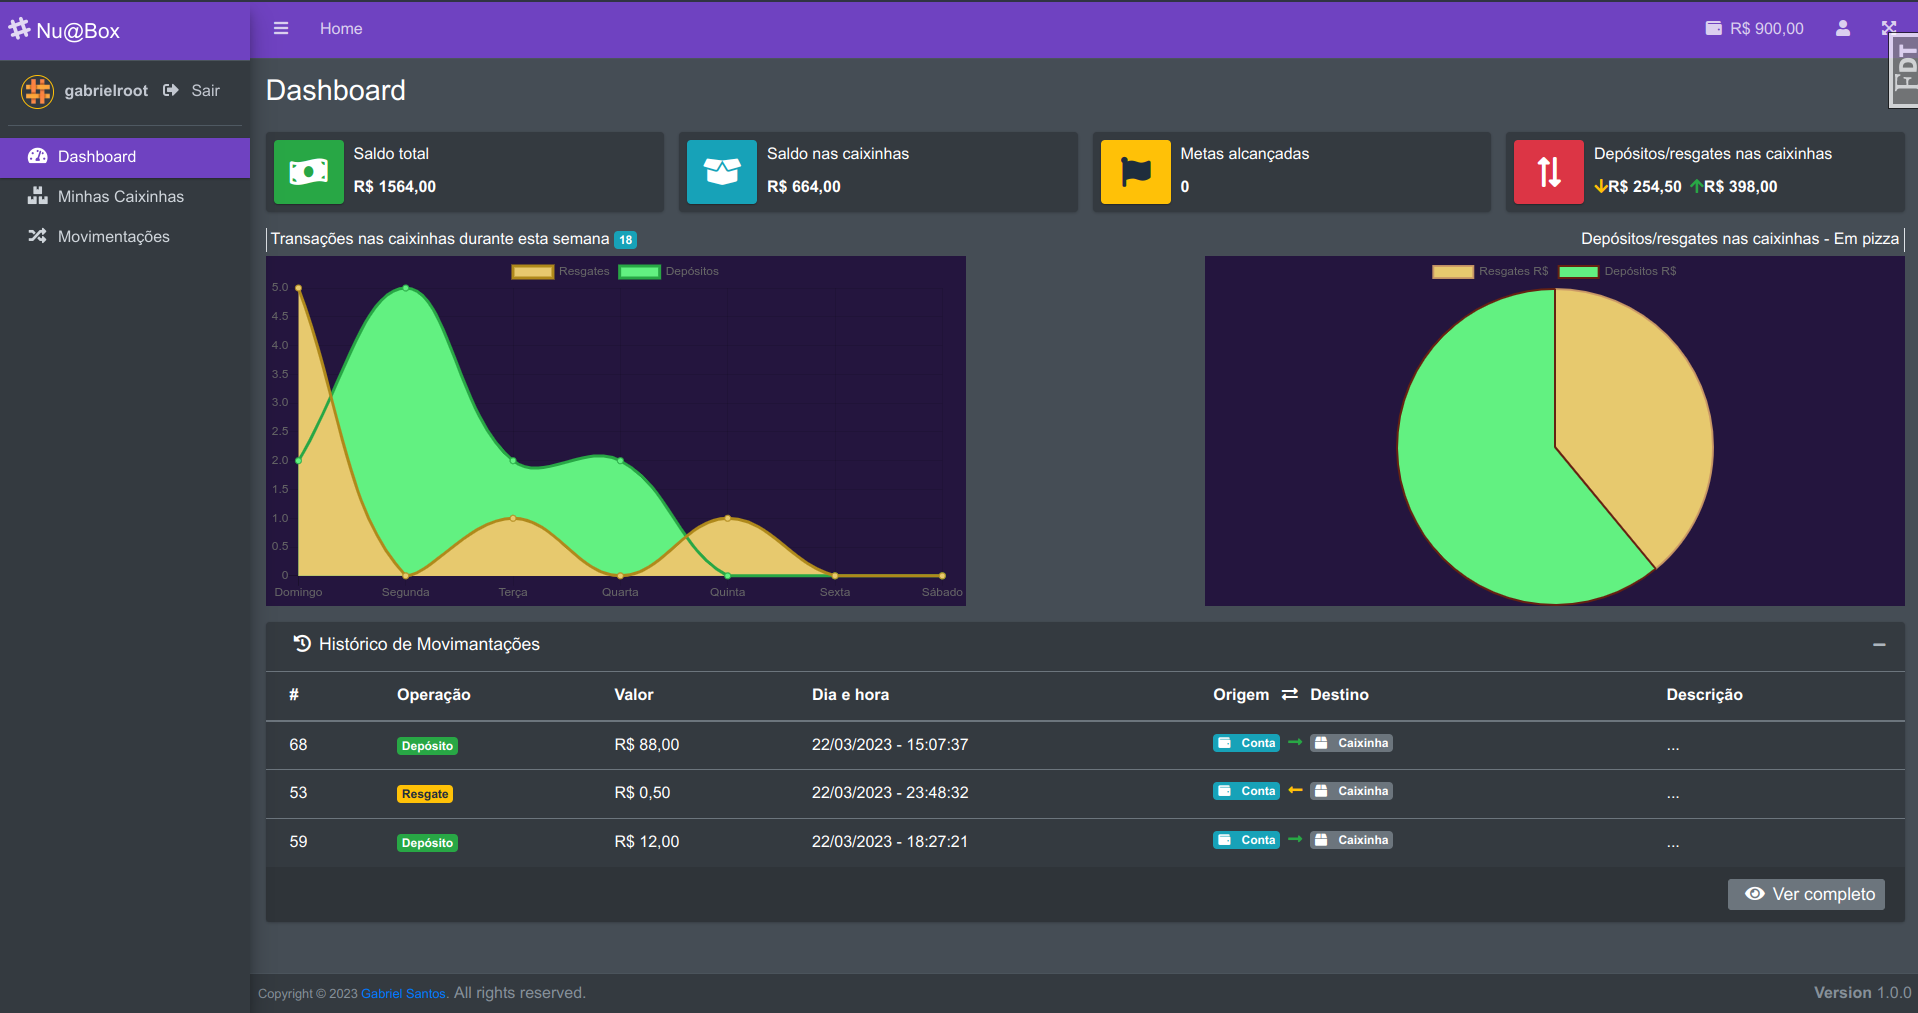 Nu@Box
Home
R$ 900,00
FDT
gabrielroot Sair
Dashboard
Minhas Caixinhas
Movimentações
Dashboard
Saldo total
R$ 1564,00
Saldo nas caixinhas
R$ 664,00
Metas alcançadas
0
Depósitos/resgates nas caixinhas
R$ 254,50 R$ 398,00
Transações nas caixinhas durante esta semana 18
Resgates Depósitos
5.0
4.5
4.0
3.5
3.0
2.5
2.0
1.5
1.0
0.5
0
Domingo Segunda Terça Quarta Quinta Sexta Sábado
Depósitos/resgates nas caixinhas - Em pizza
Resgates R$ Depósitos R$
Histórico de Movimantações
# Operação Valor Dia e hora Origem Destino Descrição
68 Depósito R$ 88,00 22/03/2023 - 15:07:37 Conta Caixinha ...
53 Resgate R$ 0,50 22/03/2023 - 23:48:32 Conta Caixinha ...
59 Depósito R$ 12,00 22/03/2023 - 18:27:21 Conta Caixinha ...
Ver completo
Copyright © 2023 Gabriel Santos. All rights reserved.
Version 1.0.0